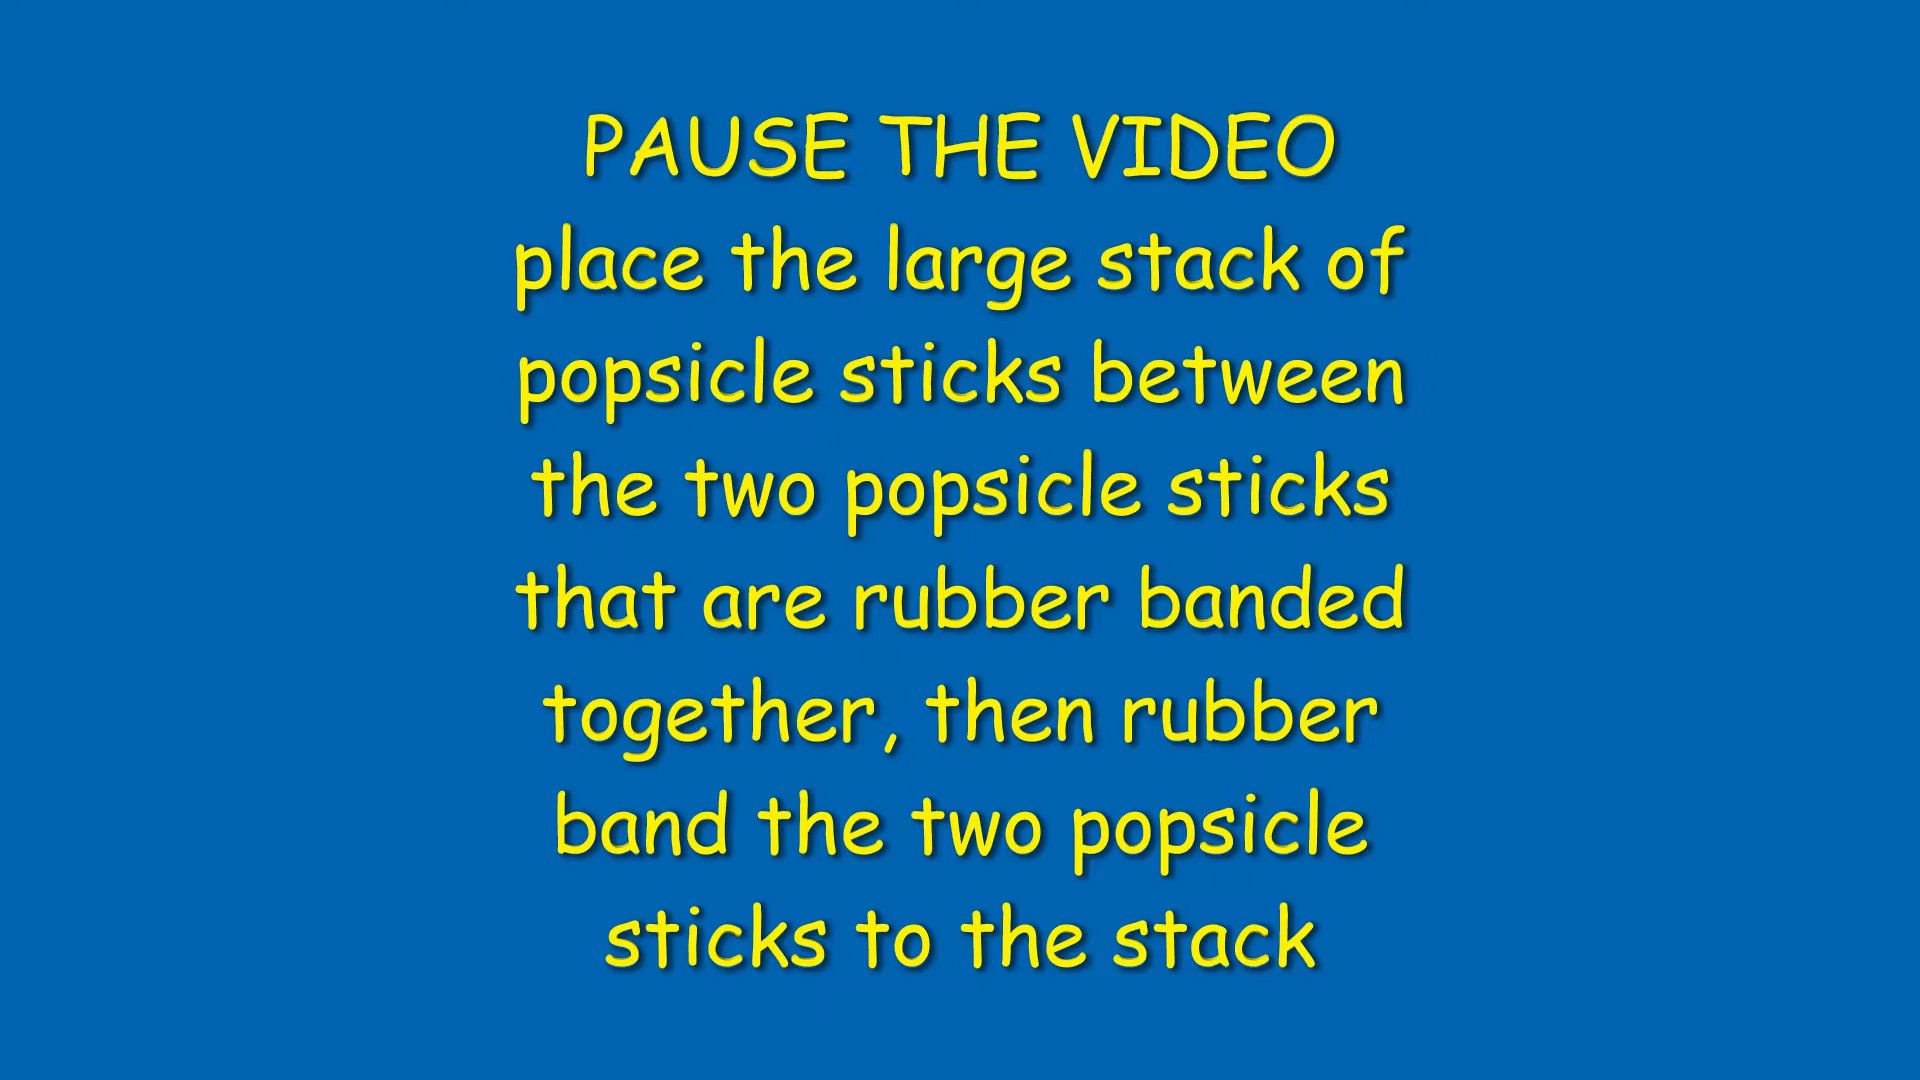 PAUSE THE VIDEO
place the large stack of
popsicle sticks between
the two popsicle sticks
that are rubber banded
together, then rubber
band the two popsicle
sticks to the stack